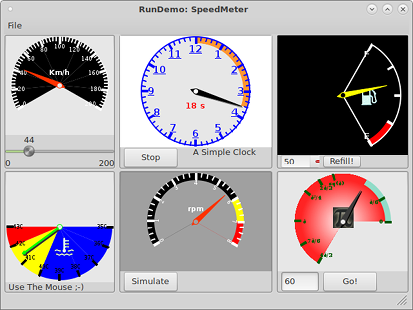 RunDemo: SpeedMeter
File
0 20 40 60 80 100 120 140 160 180 200
Km/h
44
0 200
12 1 2 3 4 5 6 7 8 9 10 11
18 s
Stop
A Simple Clock
F
E
50
Refill!
Use The Mouse ;-)
rpm
Simulate
60
Go!